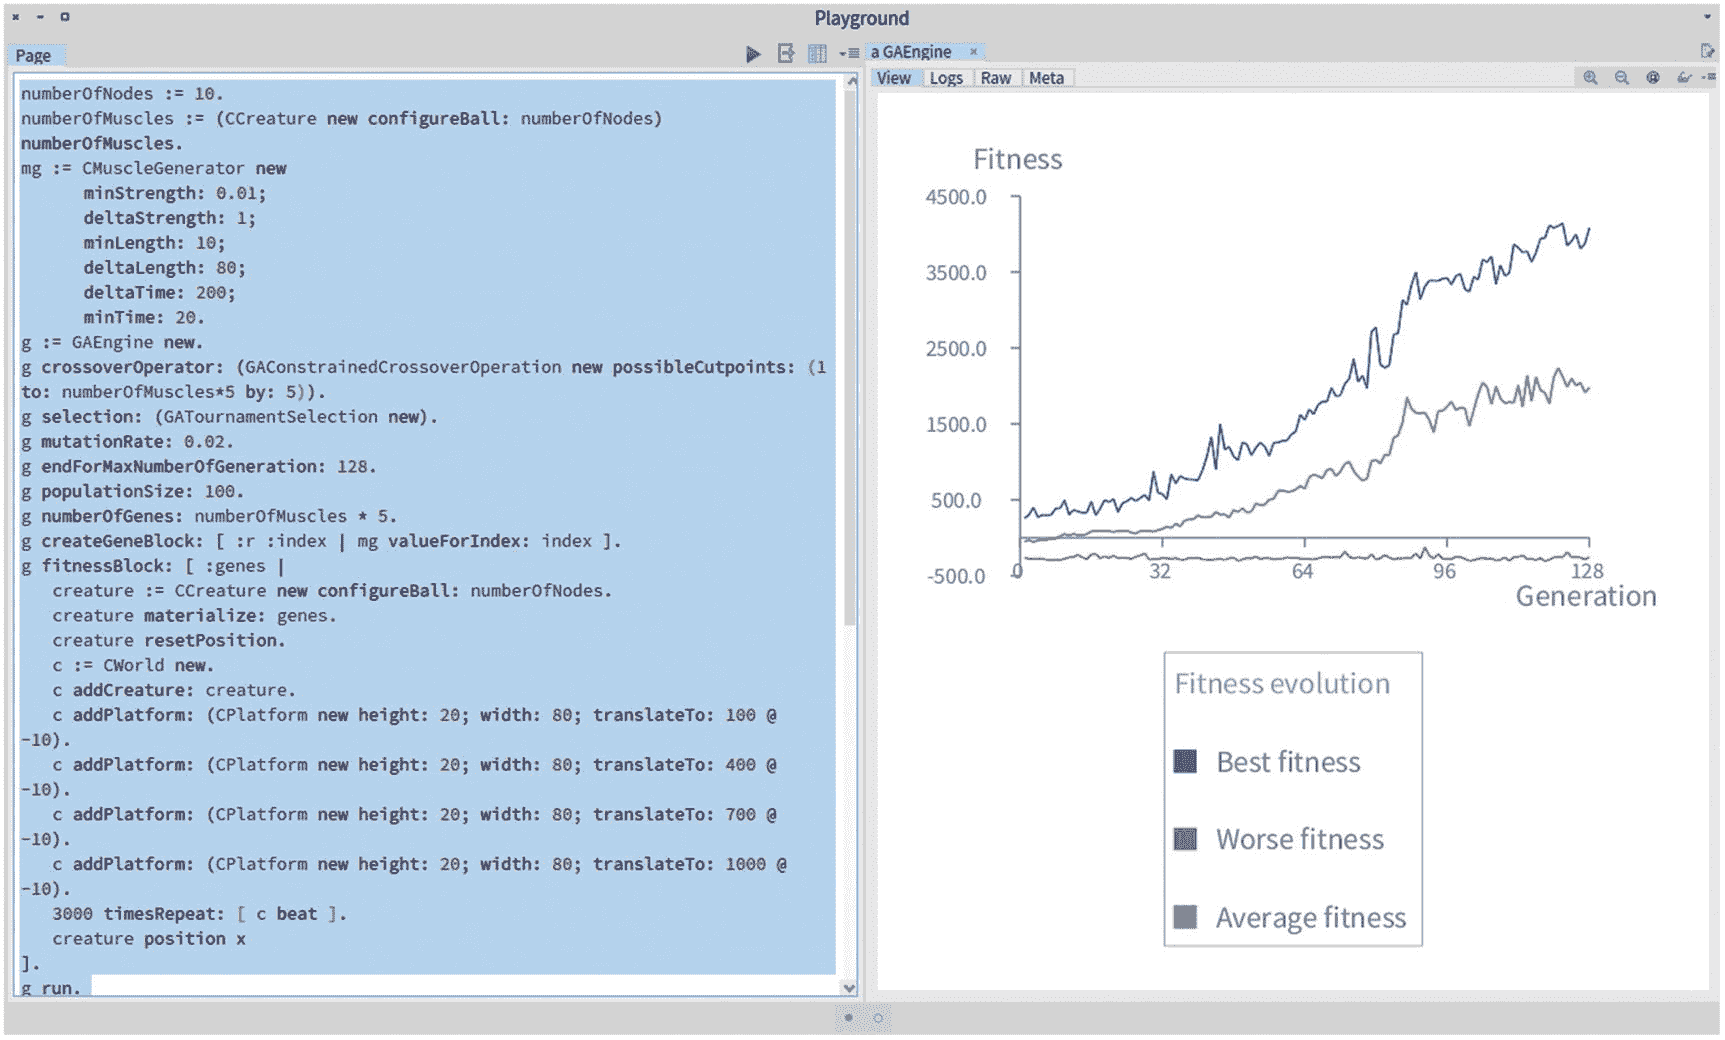 Playground
Page
numberOfNodes := 10.
numberOfMuscles := (CCreature new configureBall: numberOfNodes)
numberOfMuscles.
mg := CMuscleGenerator new
minStrength: 0.01;
deltaStrength: 1;
minLength: 10;
deltaLength: 80;
deltaTime: 200;
minTime: 20.
g := GAEngine new.
g crossoverOperator: (GAConstrainedCrossoverOperation new possibleCutpoints: (1
to: numberOfMuscles*5 by: 5)).
g selection: (GATournamentSelection new).
g mutationRate: 0.02.
g endForMaxNumberOfGeneration: 128.
g populationSize: 100.
g numberOfGenes: numberOfMuscles * 5.
g createGeneBlock: [ :r :index | mg valueForIndex: index ].
g fitnessBlock: [ :genes |
creature := CCreature new configureBall: numberOfNodes.
creature materialize: genes.
creature resetPosition.
c := CWorld new.
c addCreature: creature.
c addPlatform: (CPlatform new height: 20; width: 80; translateTo: 100 @
-10).
c addPlatform: (CPlatform new height: 20; width: 80; translateTo: 400 @
-10).
c addPlatform: (CPlatform new height: 20; width: 80; translateTo: 700 @
-10).
c addPlatform: (CPlatform new height: 20; width: 80; translateTo: 1000 @
-10).
3000 timesRepeat: [ c beat ].
creature position x
].
g run.
a GAEngine
View Logs Raw Meta
Fitness
4500.0
3500.0
2500.0
1500.0
500.0
-500.0
0 32 64 96 128
Generation
Fitness evolution
Best fitness
Worse fitness
Average fitness